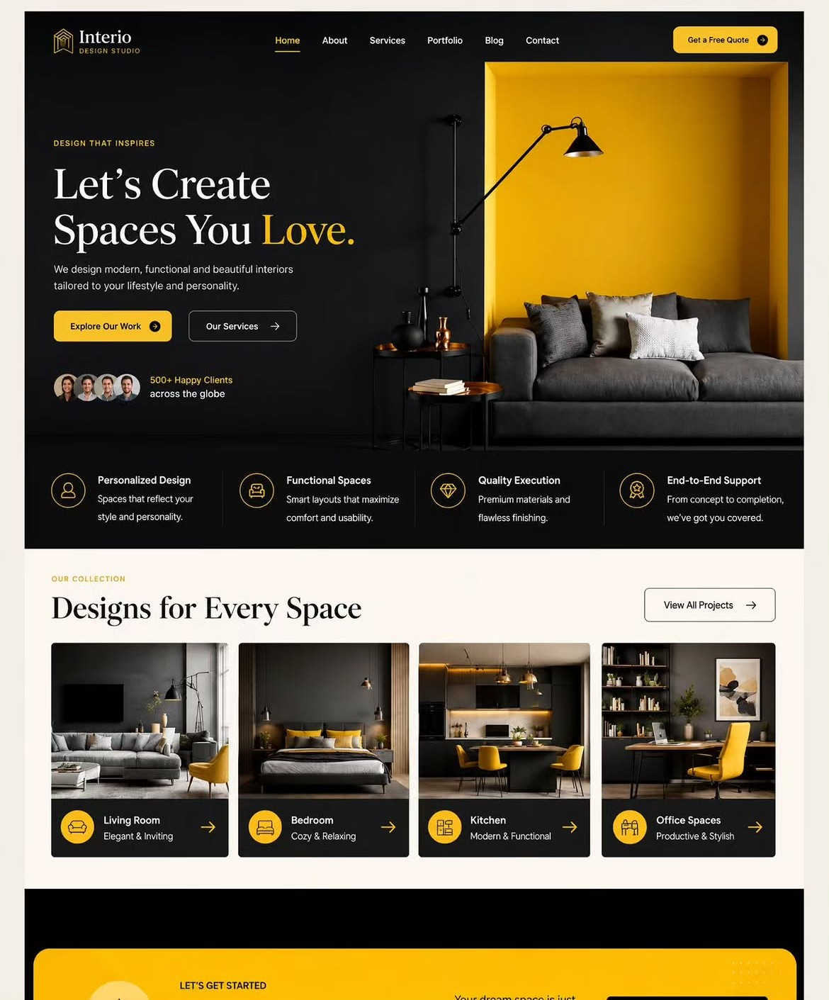 Interio
DESIGN STUDIO
Home
About
Services
Portfolio
Blog
Contact
Get a Free Quote
DESIGN THAT INSPIRES
Let’s Create
Spaces You Love.
We design modern, functional and beautiful interiors
tailored to your lifestyle and personality.
Explore Our Work
Our Services
500+ Happy Clients
across the globe
Personalized Design
Spaces that reflect your
style and personality.
Functional Spaces
Smart layouts that maximize
comfort and usability.
Quality Execution
Premium materials and
flawless finishing.
End-to-End Support
From concept to completion,
we’ve got you covered.
OUR COLLECTION
Designs for Every Space
View All Projects
Living Room
Elegant & Inviting
Bedroom
Cozy & Relaxing
Kitchen
Modern & Functional
Office Spaces
Productive & Stylish
LET’S GET STARTED
Your dream space is just